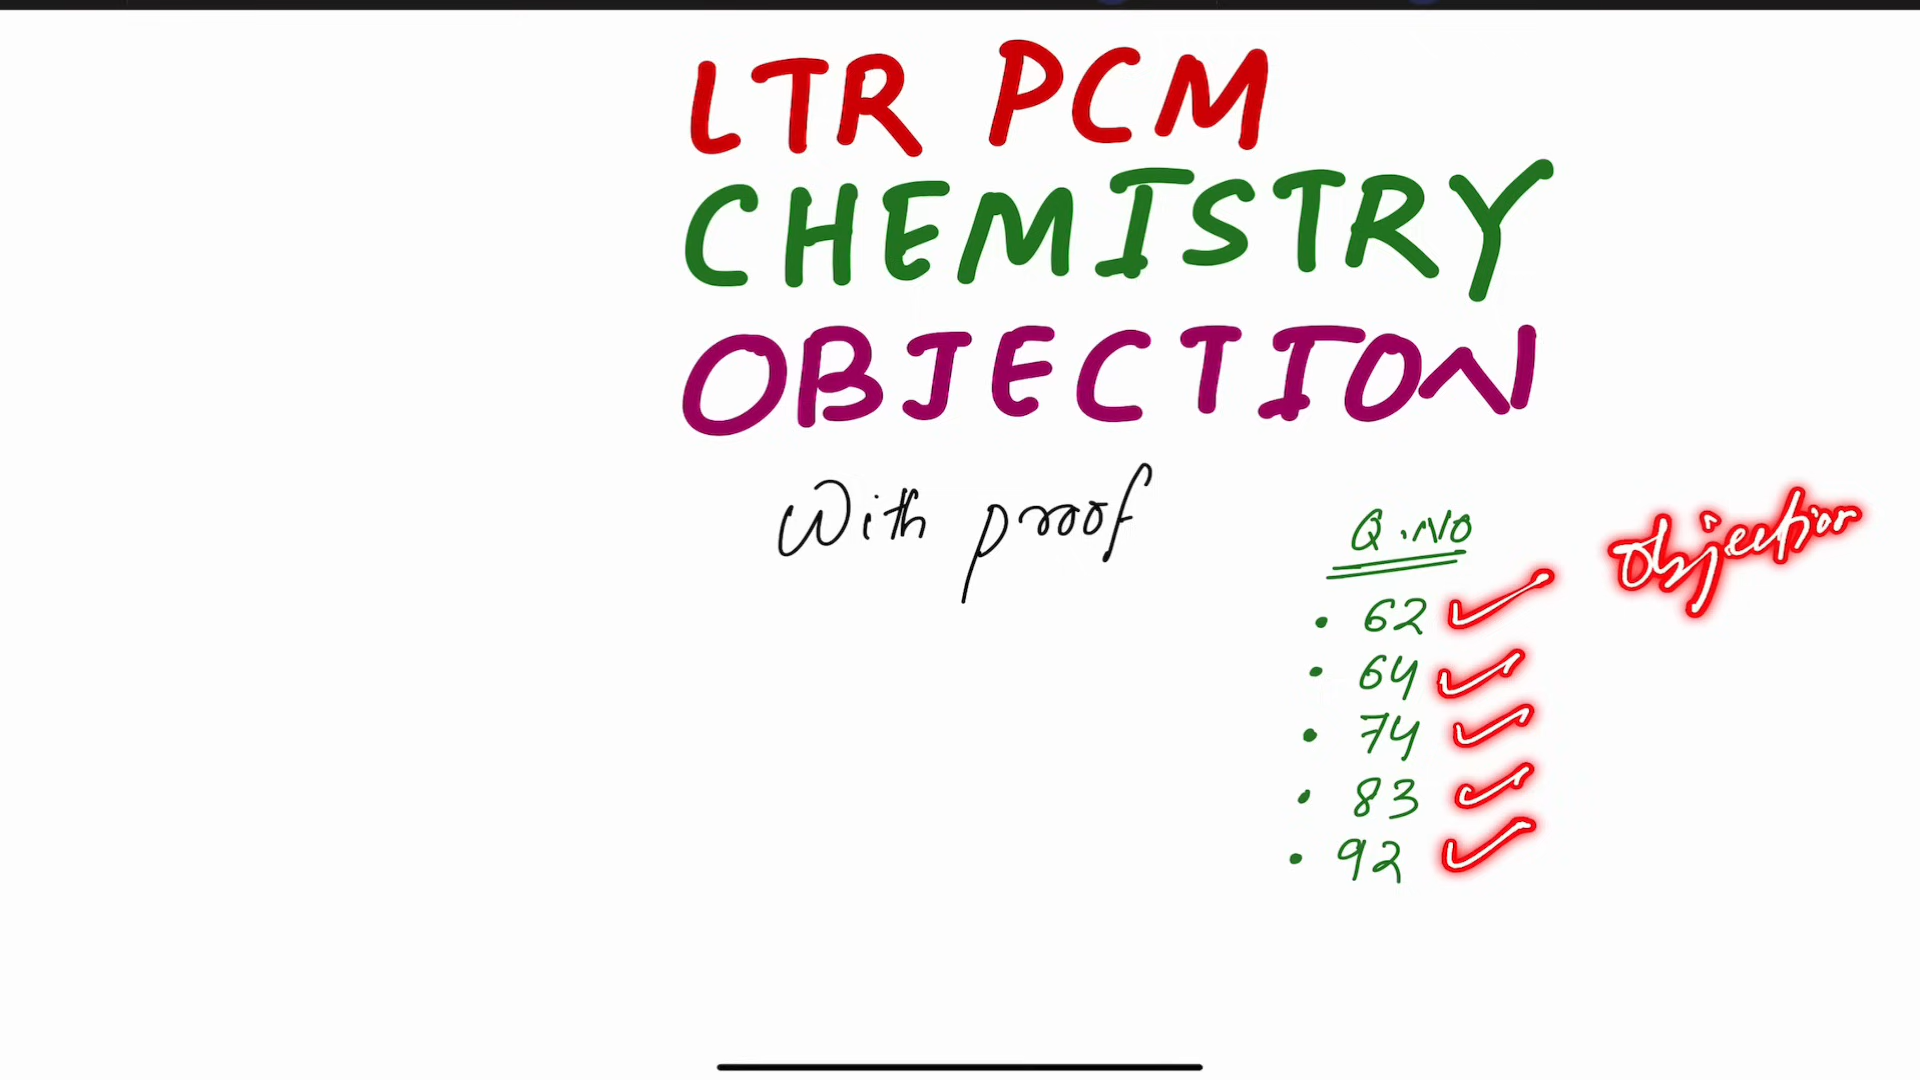 LTR PCM
CHEMISTRY
OBJECTION
With proof
Q.NO
Objection
• 62
• 64
• 74
• 83
• 92